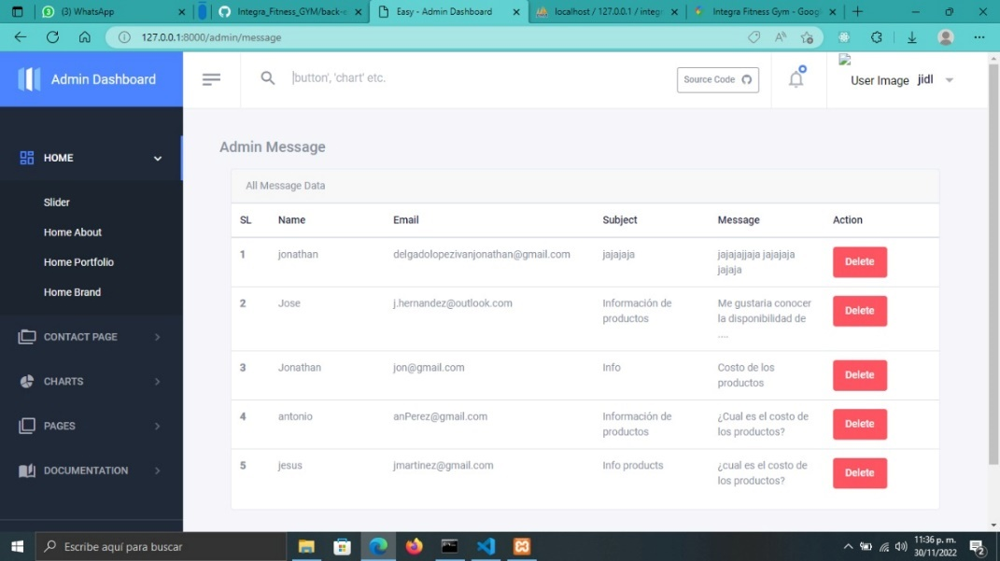 (3) WhatsApp
Integra_Fitness_GYM/back-e
Easy - Admin Dashboard
localhost / 127.0.0.1 / integ
Integra Fitness Gym - Goog
127.0.0.1:8000/admin/message
Admin Dashboard
'button', 'chart' etc.
Source Code
User Image
jidl
HOME
Slider
Home About
Home Portfolio
Home Brand
CONTACT PAGE
CHARTS
PAGES
DOCUMENTATION
Admin Message
All Message Data
SL Name Email Subject Message Action
1 jonathan delgadolopezivanjonathan@gmail.com jajajaja jajajajjaja jajajaja Delete
jajaja
2 Jose j.hernandez@outlook.com Información de Me gustaria conocer Delete
productos la disponibilidad de
....
3 Jonathan jon@gmail.com Info Costo de los Delete
productos
4 antonio anPerez@gmail.com Información de ¿Cual es el costo de Delete
productos los productos?
5 jesus jmartinez@gmail.com Info products ¿cual es el costo de Delete
los productos?
Escribe aquí para buscar
11:36 p. m.
30/11/2022
2